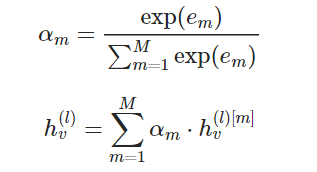 α_m = exp(e_m) / ∑_{m=1}^{M} exp(e_m)
h_v^{(l)} = ∑_{m=1}^{M} α_m · h_v^{(l)[m]}